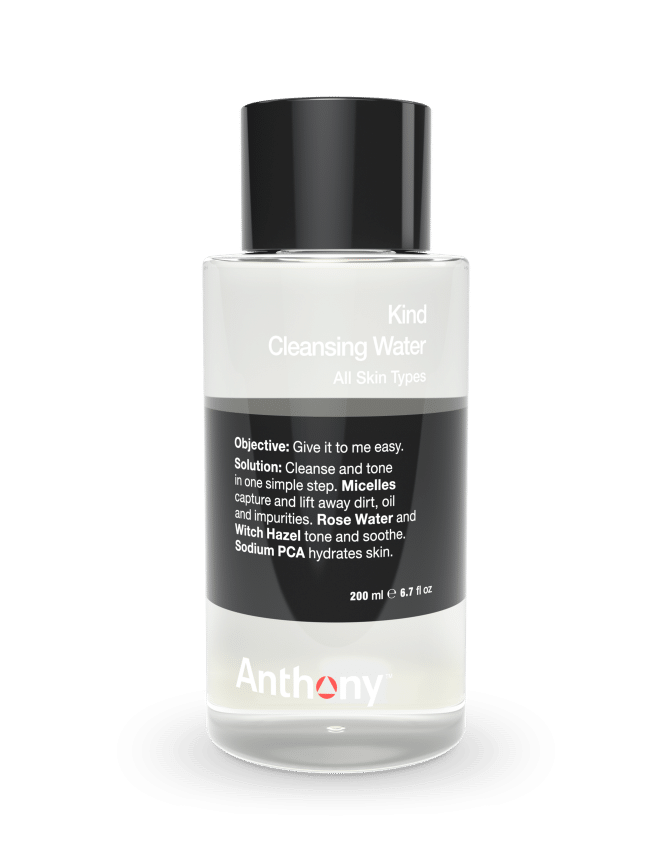 Kind
Cleansing Water
All Skin Types
Objective: Give it to me easy.
Solution: Cleanse and tone
in one simple step. Micelles
capture and lift away dirt, oil
and impurities. Rose Water and
Witch Hazel tone and soothe.
Sodium PCA hydrates skin.
200 ml ℮ 6.7 fl oz
Anthony™